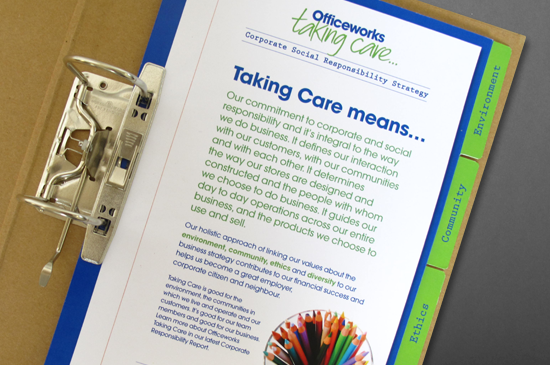 Officeworks
taking care...
Corporate Social Responsibility Strategy
Taking Care means...
Our commitment to corporate and social
responsibility and it's integral to the way
we do business. It defines our interaction
with our customers, with our communities
and with each other. It determines
the way our stores are designed and
constructed and the people with whom
we choose to do business. It guides our
day to day operations across our entire
business, and the products we choose to
use and sell.
Our holistic approach of linking our values about the
environment, community, ethics and diversity to our
business strategy contributes to our financial success and
helps us become a great employer,
corporate citizen and neighbour.
Taking Care is good for the
environment, the communities in
which we live and operate and our
customers. It's good for our team
members and good for our business.
Learn more about Officeworks
Taking Care in our latest Corporate
Responsibility Report.
Environment
Community
Ethics